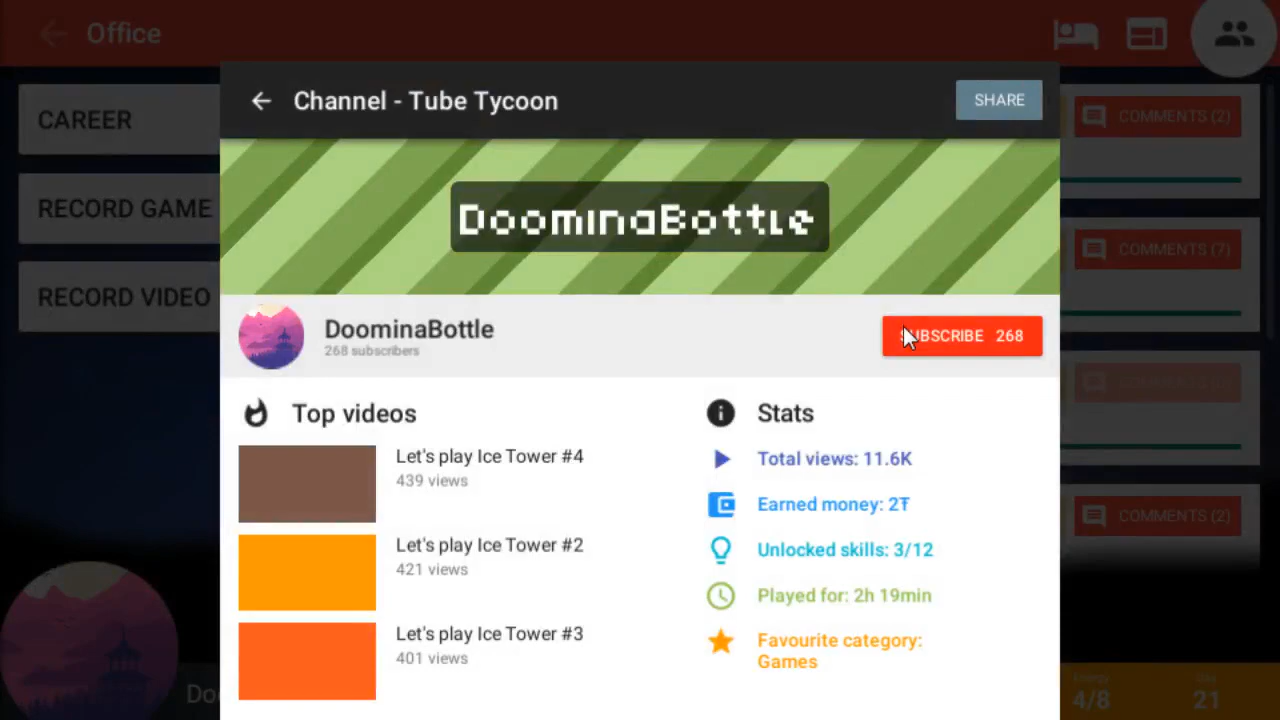 Office
CAREER
RECORD GAME
RECORD VIDEO
Channel - Tube Tycoon
SHARE
DoominaBottle
DoominaBottle
268 subscribers
SUBSCRIBE 268
Top videos
Let's play Ice Tower #4
439 views
Let's play Ice Tower #2
421 views
Let's play Ice Tower #3
401 views
Stats
Total views: 11.6K
Earned money: 2Ŧ
Unlocked skills: 3/12
Played for: 2h 19min
Favourite category:
Games
COMMENTS (2)
COMMENTS (7)
COMMENTS (2)
Do
Energy
4/8
21